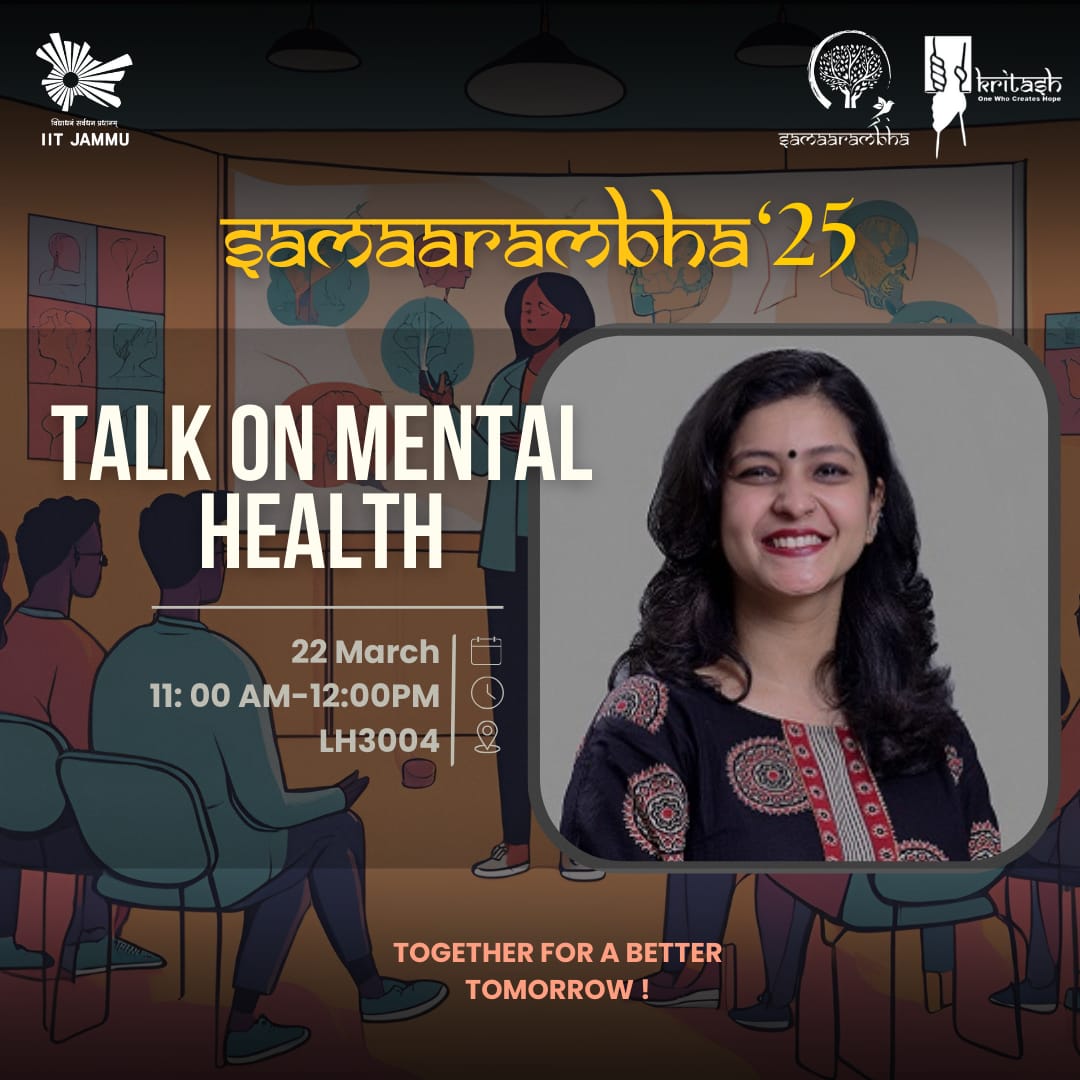 विद्याधनं सर्वधन प्रधानम्
IIT JAMMU
samaarambha
kritash
One Who Creates Hope
samaarambha ‘25
TALK ON MENTAL
HEALTH
22 March
11: 00 AM-12:00PM
LH3004
TOGETHER FOR A BETTER
TOMORROW !